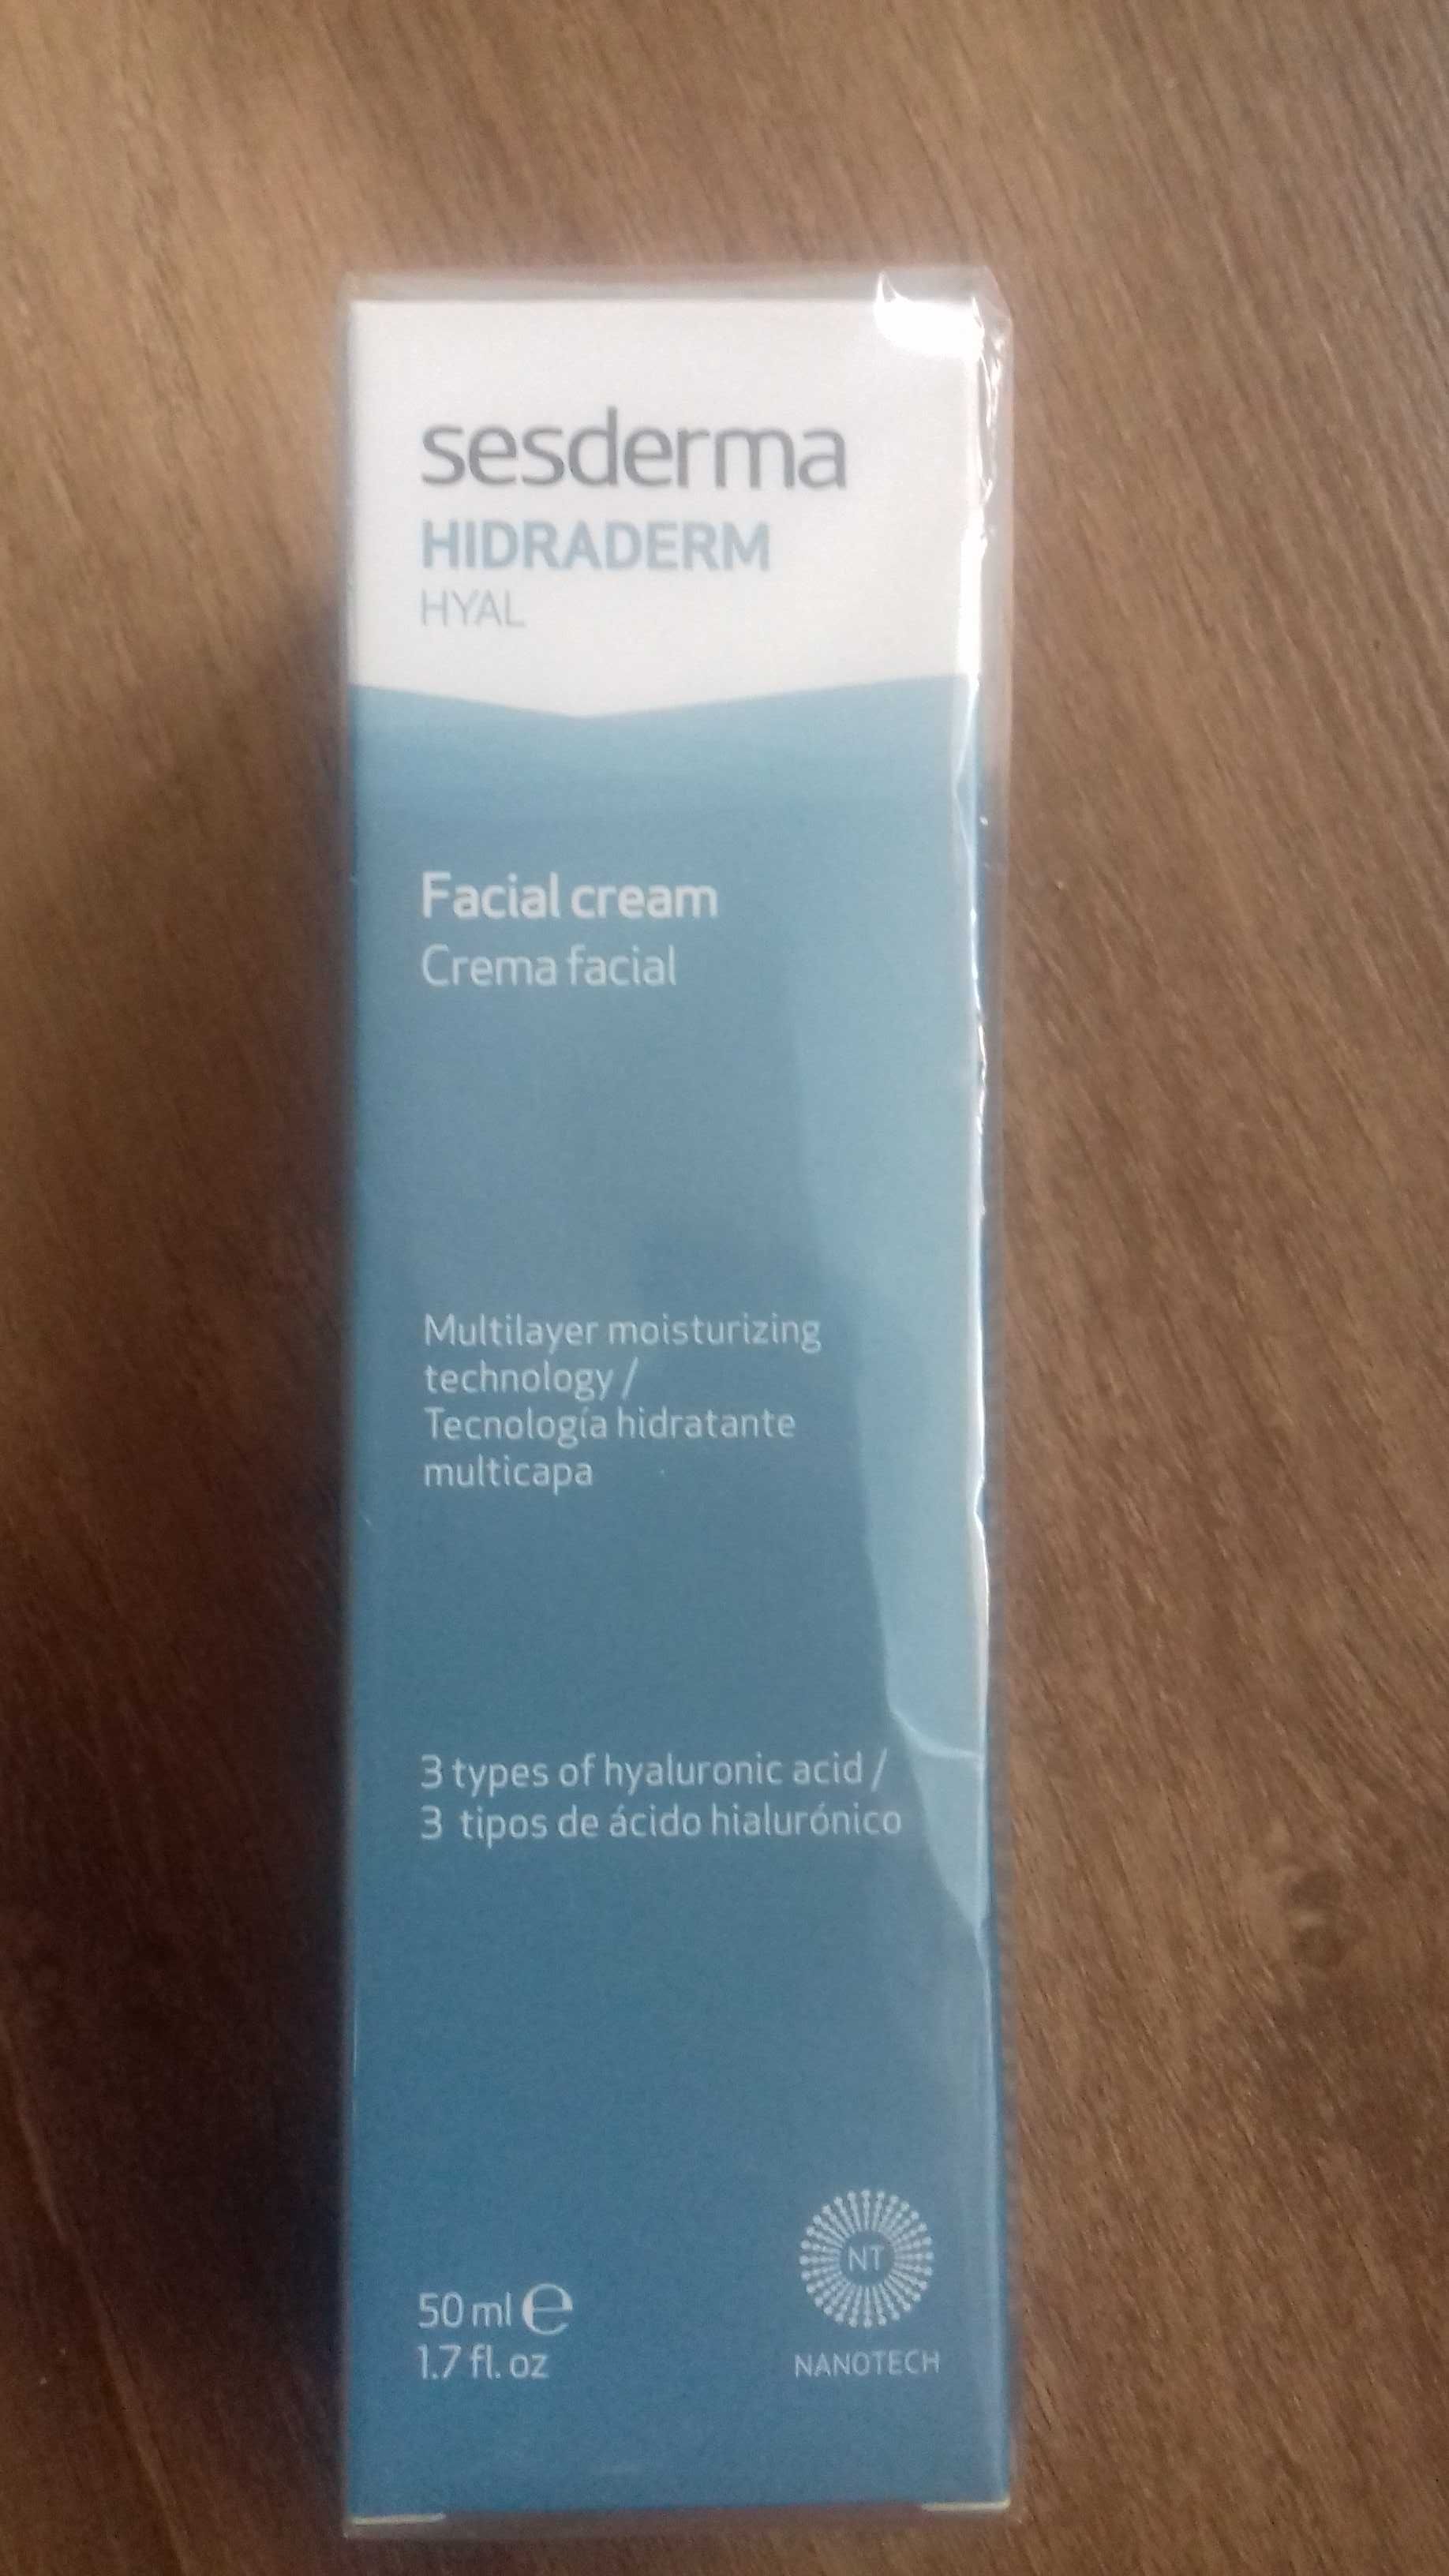 sesderma
HIDRADERM
HYAL
Facial cream
Crema facial
Multilayer moisturizing
technology /
Tecnología hidratante
multicapa
3 types of hyaluronic acid /
3 tipos de ácido hialurónico
50 ml e
1.7 fl. oz
NT
NANOTECH